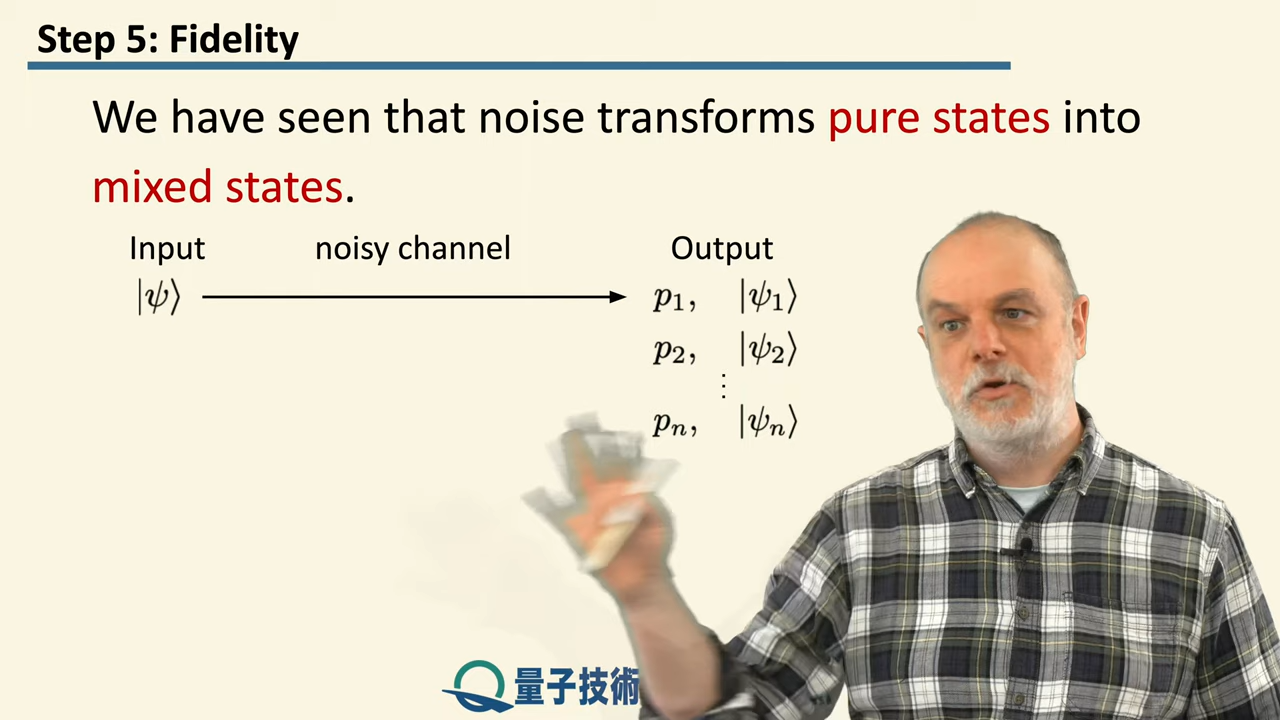 Step 5: Fidelity
We have seen that noise transforms pure states into
mixed states.
Input noisy channel Output
|ψ⟩ p₁, |ψ₁⟩
p₂, |ψ₂⟩
⋮
pₙ, |ψₙ⟩
量子技術